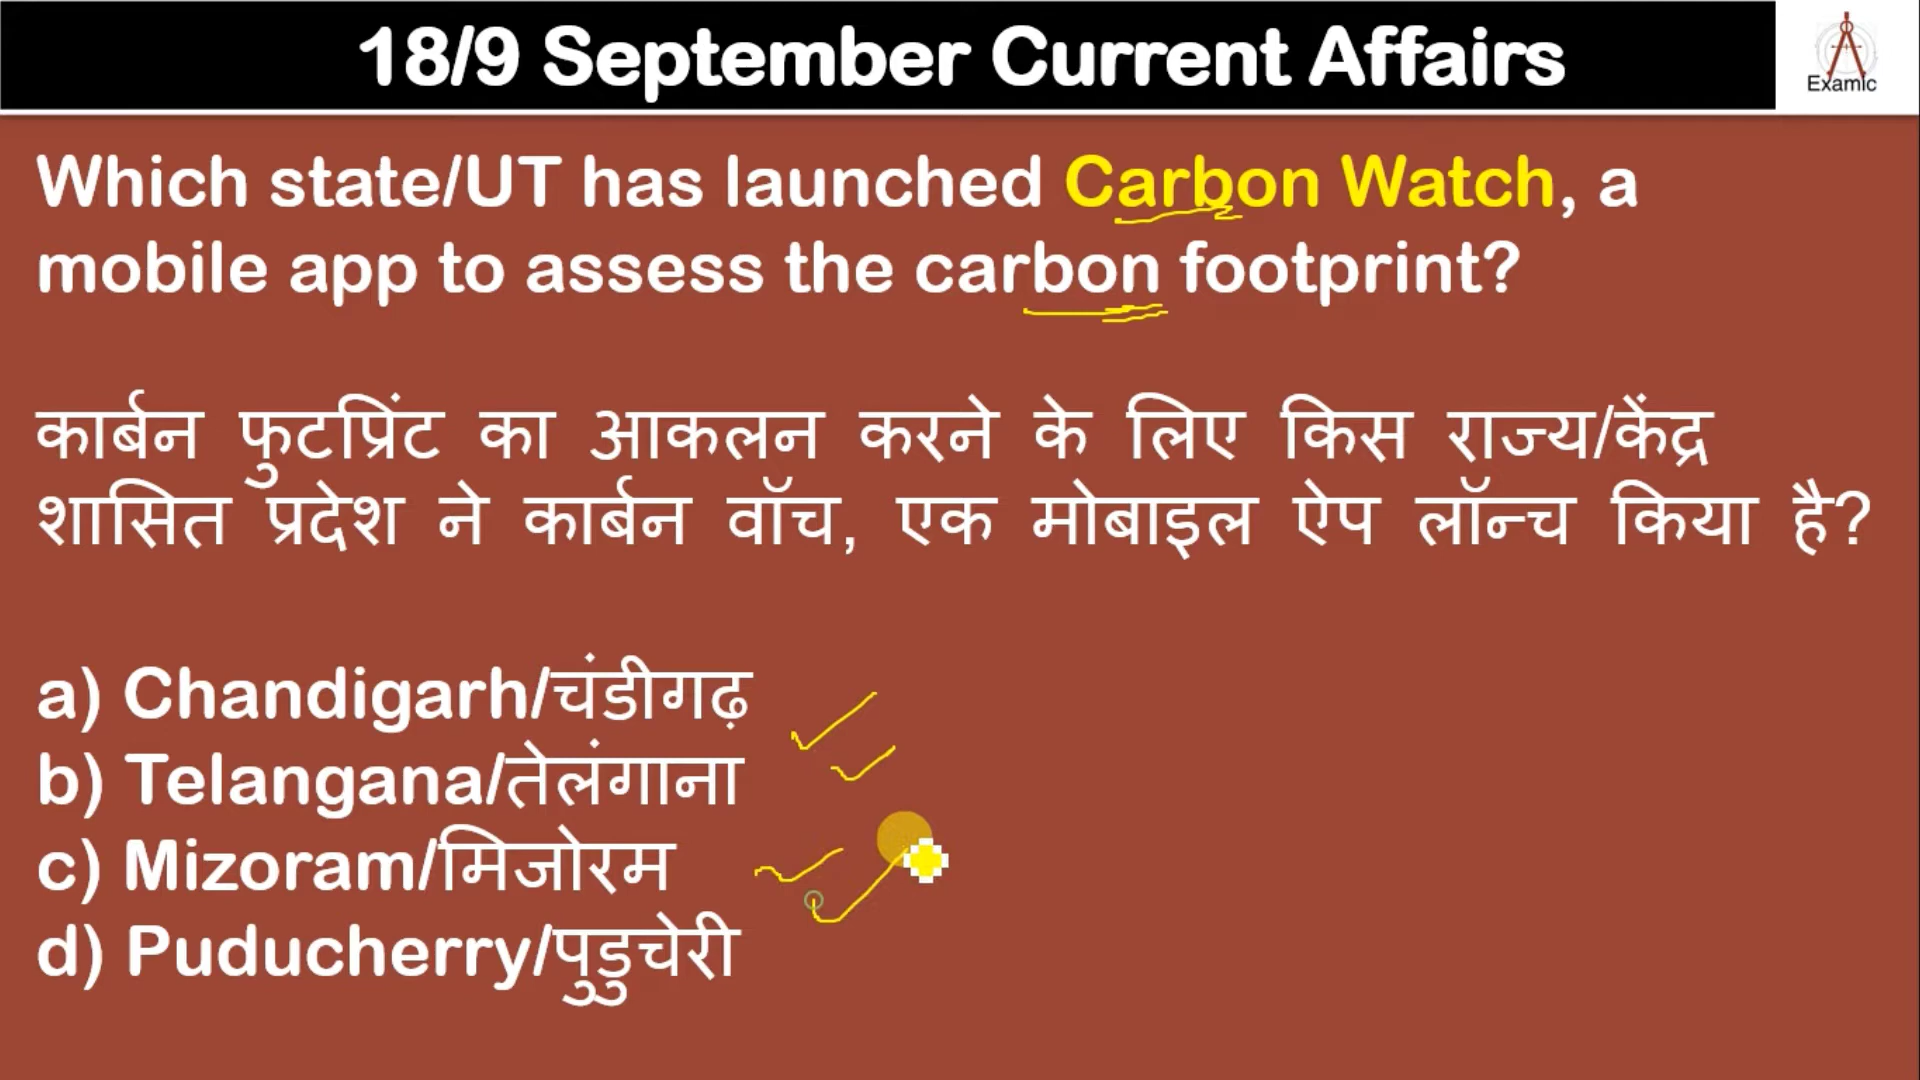 18/9 September Current Affairs
Examic
Which state/UT has launched Carbon Watch, a
mobile app to assess the carbon footprint?
कार्बन फुटप्रिंट का आकलन करने के लिए किस राज्य/केंद्र
शासित प्रदेश ने कार्बन वॉच, एक मोबाइल ऐप लॉन्च किया है?
a) Chandigarh/चंडीगढ़
b) Telangana/तेलंगाना
c) Mizoram/मिजोरम
d) Puducherry/पुडुचेरी